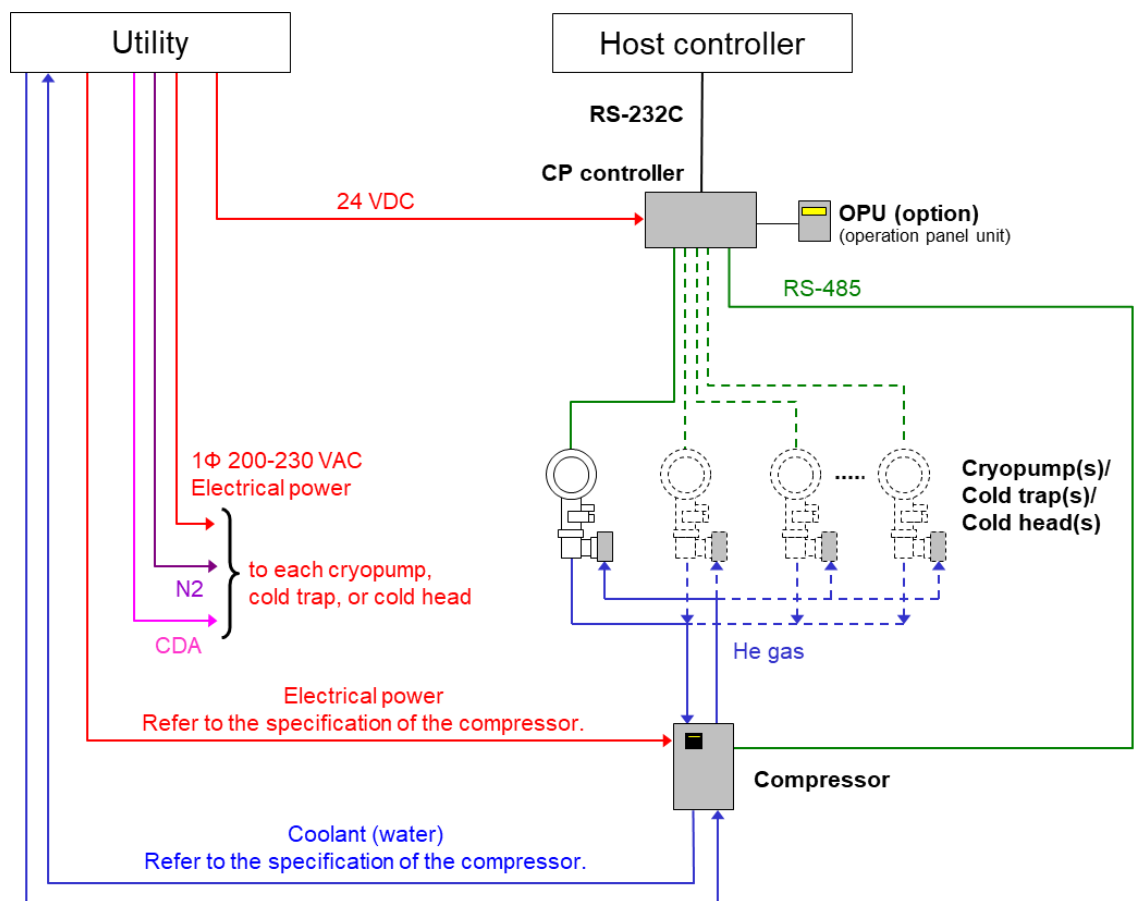 Utility
Host controller
RS-232C
CP controller
24 VDC
OPU (option)
(operation panel unit)
RS-485
1Φ 200-230 VAC
Electrical power
Cryopump(s)/
Cold trap(s)/
Cold head(s)
N2
to each cryopump,
cold trap, or cold head
CDA
He gas
Electrical power
Refer to the specification of the compressor.
Compressor
Coolant (water)
Refer to the specification of the compressor.